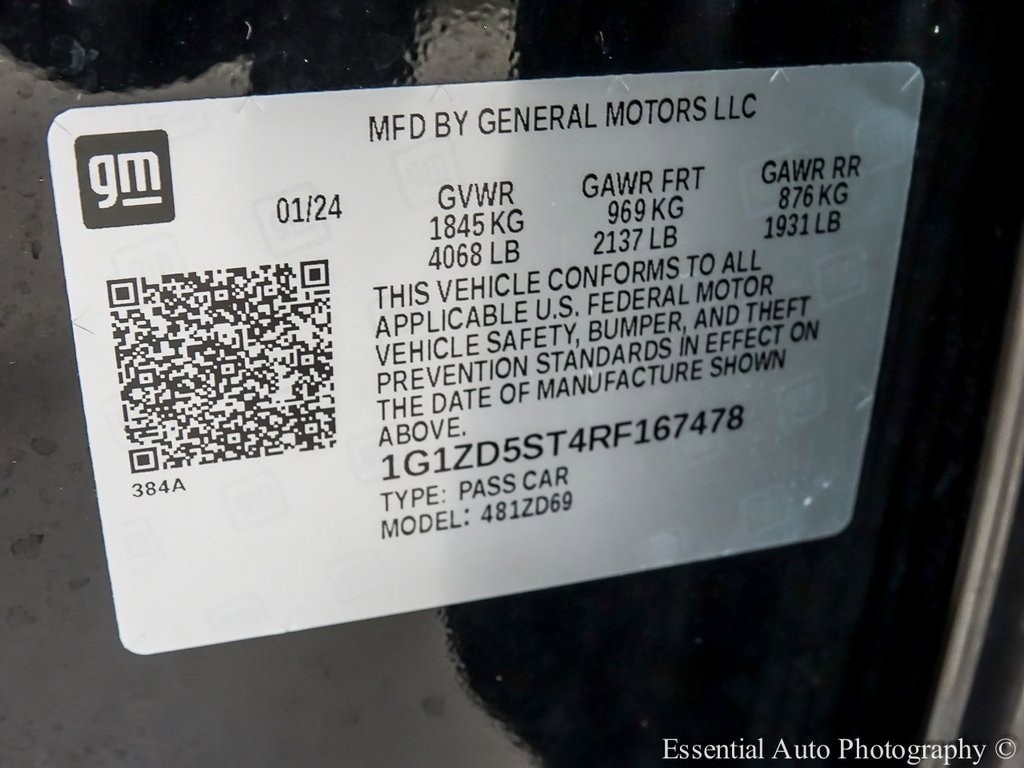 gm
MFD BY GENERAL MOTORS LLC
01/24
GVWR
1845 KG
4068 LB
GAWR FRT
969 KG
2137 LB
GAWR RR
876 KG
1931 LB
THIS VEHICLE CONFORMS TO ALL
APPLICABLE U.S. FEDERAL MOTOR
VEHICLE SAFETY, BUMPER, AND THEFT
PREVENTION STANDARDS IN EFFECT ON
THE DATE OF MANUFACTURE SHOWN
ABOVE.
1G1ZD5ST4RF167478
TYPE: PASS CAR
MODEL: 481ZD69
384A
Essential Auto Photography ©